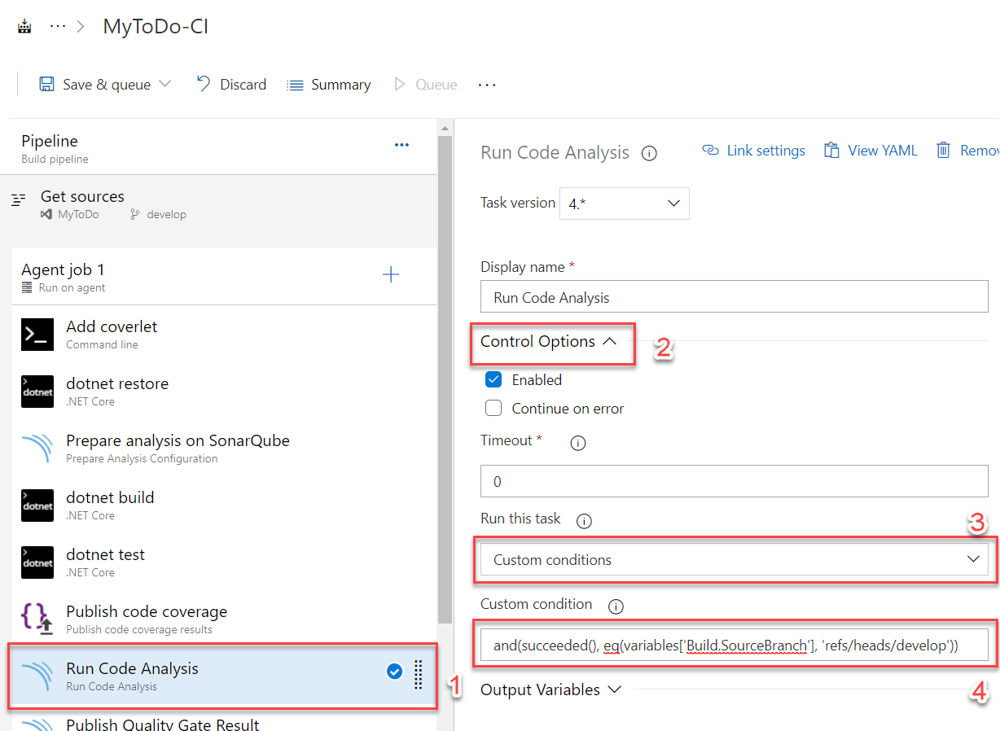 ··· > MyToDo-CI
Save & queue Discard Summary Queue ···
Pipeline ···
Build pipeline
Get sources
MyToDo develop
Agent job 1 +
Run on agent
Add coverlet
Command line
dotnet dotnet restore
.NET Core
Prepare analysis on SonarQube
Prepare Analysis Configuration
dotnet dotnet build
.NET Core
dotnet dotnet test
.NET Core
Publish code coverage
Publish code coverage results
Run Code Analysis
Run Code Analysis
1
Publish Quality Gate Result
Run Code Analysis Link settings View YAML Remov
Task version 4.*
Display name *
Run Code Analysis
Control Options 2
Enabled
Continue on error
Timeout *
0
Run this task 3
Custom conditions
Custom condition
and(succeeded(), eq(variables['Build.SourceBranch'], 'refs/heads/develop'))
Output Variables 4